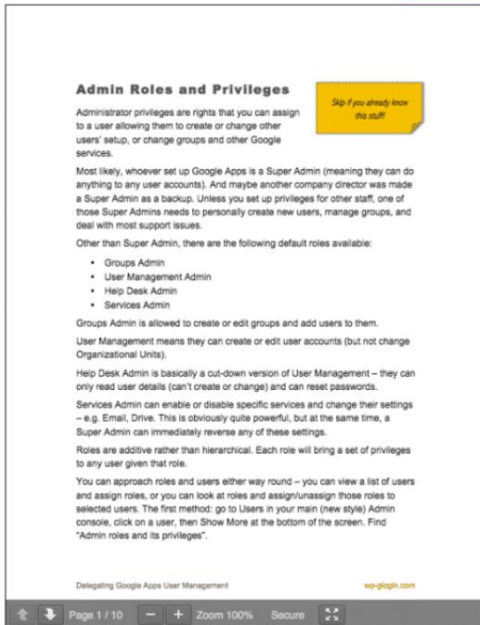 Admin Roles and Privileges
Skip if you already know
this stuff!
Administrator privileges are rights that you can assign
to a user allowing them to create or change other
users' setup, or change groups and other Google
services.
Most likely, whoever set up Google Apps is a Super Admin (meaning they can do
anything to any user accounts). And maybe another company director was made
a Super Admin as a backup. Unless you set up privileges for other staff, one of
those Super Admins needs to personally create new users, manage groups, and
deal with most support issues.
Other than Super Admin, there are the following default roles available:
• Groups Admin
• User Management Admin
• Help Desk Admin
• Services Admin
Groups Admin is allowed to create or edit groups and add users to them.
User Management means they can create or edit user accounts (but not change
Organizational Units).
Help Desk Admin is basically a cut-down version of User Management – they can
only read user details (can't create or change) and can reset passwords.
Services Admin can enable or disable specific services and change their settings
– e.g. Email, Drive. This is obviously quite powerful, but at the same time, a
Super Admin can immediately reverse any of these settings.
Roles are additive rather than hierarchical. Each role will bring a set of privileges
to any user given that role.
You can approach roles and users either way round – you can view a list of users
and assign roles, or you can look at roles and assign/unassign those roles to
selected users. The first method: go to Users in your main (new style) Admin
console, click on a user, then Show More at the bottom of the screen. Find
"Admin roles and its privileges".
Delegating Google Apps User Management
wp-glogin.com
Page 1 / 10 − + Zoom 100% Secure